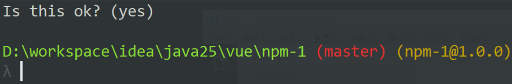 Is this ok? (yes)
D:\workspace\idea\java25\vue\npm-1 (master) (npm-1@1.0.0)
λ